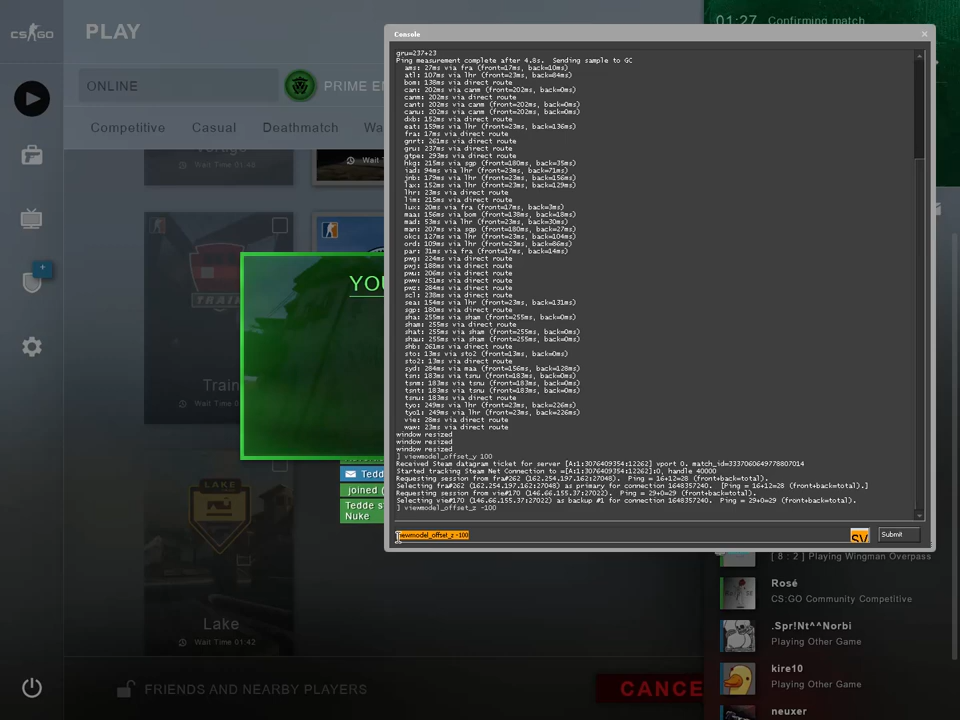 CS:GO
PLAY
01:27
Confirming match
ONLINE
PRIME
Competitive
Casual
Deathmatch
Wait Time 01:40
Wait
TRAIN
Train
Wait Time
YOU
Tedde
joined
Tedde
Nuke
LAKE
Lake
Wait Time 01:42
FRIENDS AND NEARBY PLAYERS
CANCE
Console
gru=237+23
Ping measurement complete after 4.8s.  Sending sample to GC
ams: 27ms via fra (front=17ms, back=10ms)
atl: 107ms via lhr (front=23ms, back=84ms)
bom: 138ms via direct route
can: 202ms via canm (front=202ms, back=0ms)
canm: 202ms via direct route
cant: 202ms via canm (front=202ms, back=0ms)
canu: 202ms via canm (front=202ms, back=0ms)
dxb: 152ms via direct route
eat: 159ms via lhr (front=23ms, back=136ms)
fra: 17ms via direct route
gnrt: 261ms via direct route
gru: 237ms via direct route
gtpe: 293ms via direct route
hkg: 215ms via sgp (front=180ms, back=35ms)
iad: 94ms via lhr (front=23ms, back=71ms)
jnb: 179ms via lhr (front=23ms, back=156ms)
lax: 152ms via lhr (front=23ms, back=129ms)
lhr: 23ms via direct route
lim: 215ms via direct route
lux: 20ms via fra (front=17ms, back=3ms)
maa: 156ms via bom (front=138ms, back=18ms)
mad: 53ms via lhr (front=23ms, back=30ms)
man: 207ms via sgp (front=180ms, back=27ms)
okc: 127ms via lhr (front=23ms, back=104ms)
ord: 109ms via lhr (front=23ms, back=86ms)
par: 31ms via fra (front=17ms, back=14ms)
pwg: 224ms via direct route
pwj: 188ms via direct route
pwu: 206ms via direct route
pww: 251ms via direct route
pwz: 284ms via direct route
scl: 238ms via direct route
sea: 154ms via lhr (front=23ms, back=131ms)
sgp: 180ms via direct route
sha: 255ms via sham (front=255ms, back=0ms)
sham: 255ms via direct route
shat: 255ms via sham (front=255ms, back=0ms)
shau: 255ms via sham (front=255ms, back=0ms)
shb: 261ms via direct route
sto: 13ms via sto2 (front=13ms, back=0ms)
sto2: 13ms via direct route
syd: 284ms via maa (front=156ms, back=128ms)
tsn: 183ms via tsnu (front=183ms, back=0ms)
tsnm: 183ms via tsnu (front=183ms, back=0ms)
tsnt: 183ms via tsnu (front=183ms, back=0ms)
tsnu: 183ms via direct route
tyo: 249ms via lhr (front=23ms, back=226ms)
tyo1: 249ms via lhr (front=23ms, back=226ms)
vie: 28ms via direct route
waw: 23ms via direct route
window resized
window resized
window resized
] viewmodel_offset_y 100
Received Steam datagram ticket for server [A:1:3076409354:12262] vport 0. match_id=3337060649778807014
Started tracking Steam Net Connection to =[A:1:3076409354:12262]:0, handle 40000
Requesting session from fra#262 (162.254.197.162:27048).  Ping = 16+12=28 (front+back=total).
Selecting fra#262 (162.254.197.162:27048) as primary for connection 1648357240. [Ping = 16+12=28 (front+back=total).]
Requesting session from vie#170 (146.66.155.37:27022).  Ping = 29+0=29 (front+back=total).
Selecting vie#170 (146.66.155.37:27022) as backup #1 for connection 1648357240.  (Ping = 29+0=29 (front+back=total).
] viewmodel_offset_z -100
viewmodel_offset_z -100
SV
Submit
[ 8 : 2 ] Playing Wingman Overpass
Rosé
CS:GO Community Competitive
.Spr!Nt^^Norbi
Playing Other Game
kire10
Playing Other Game
neuxer